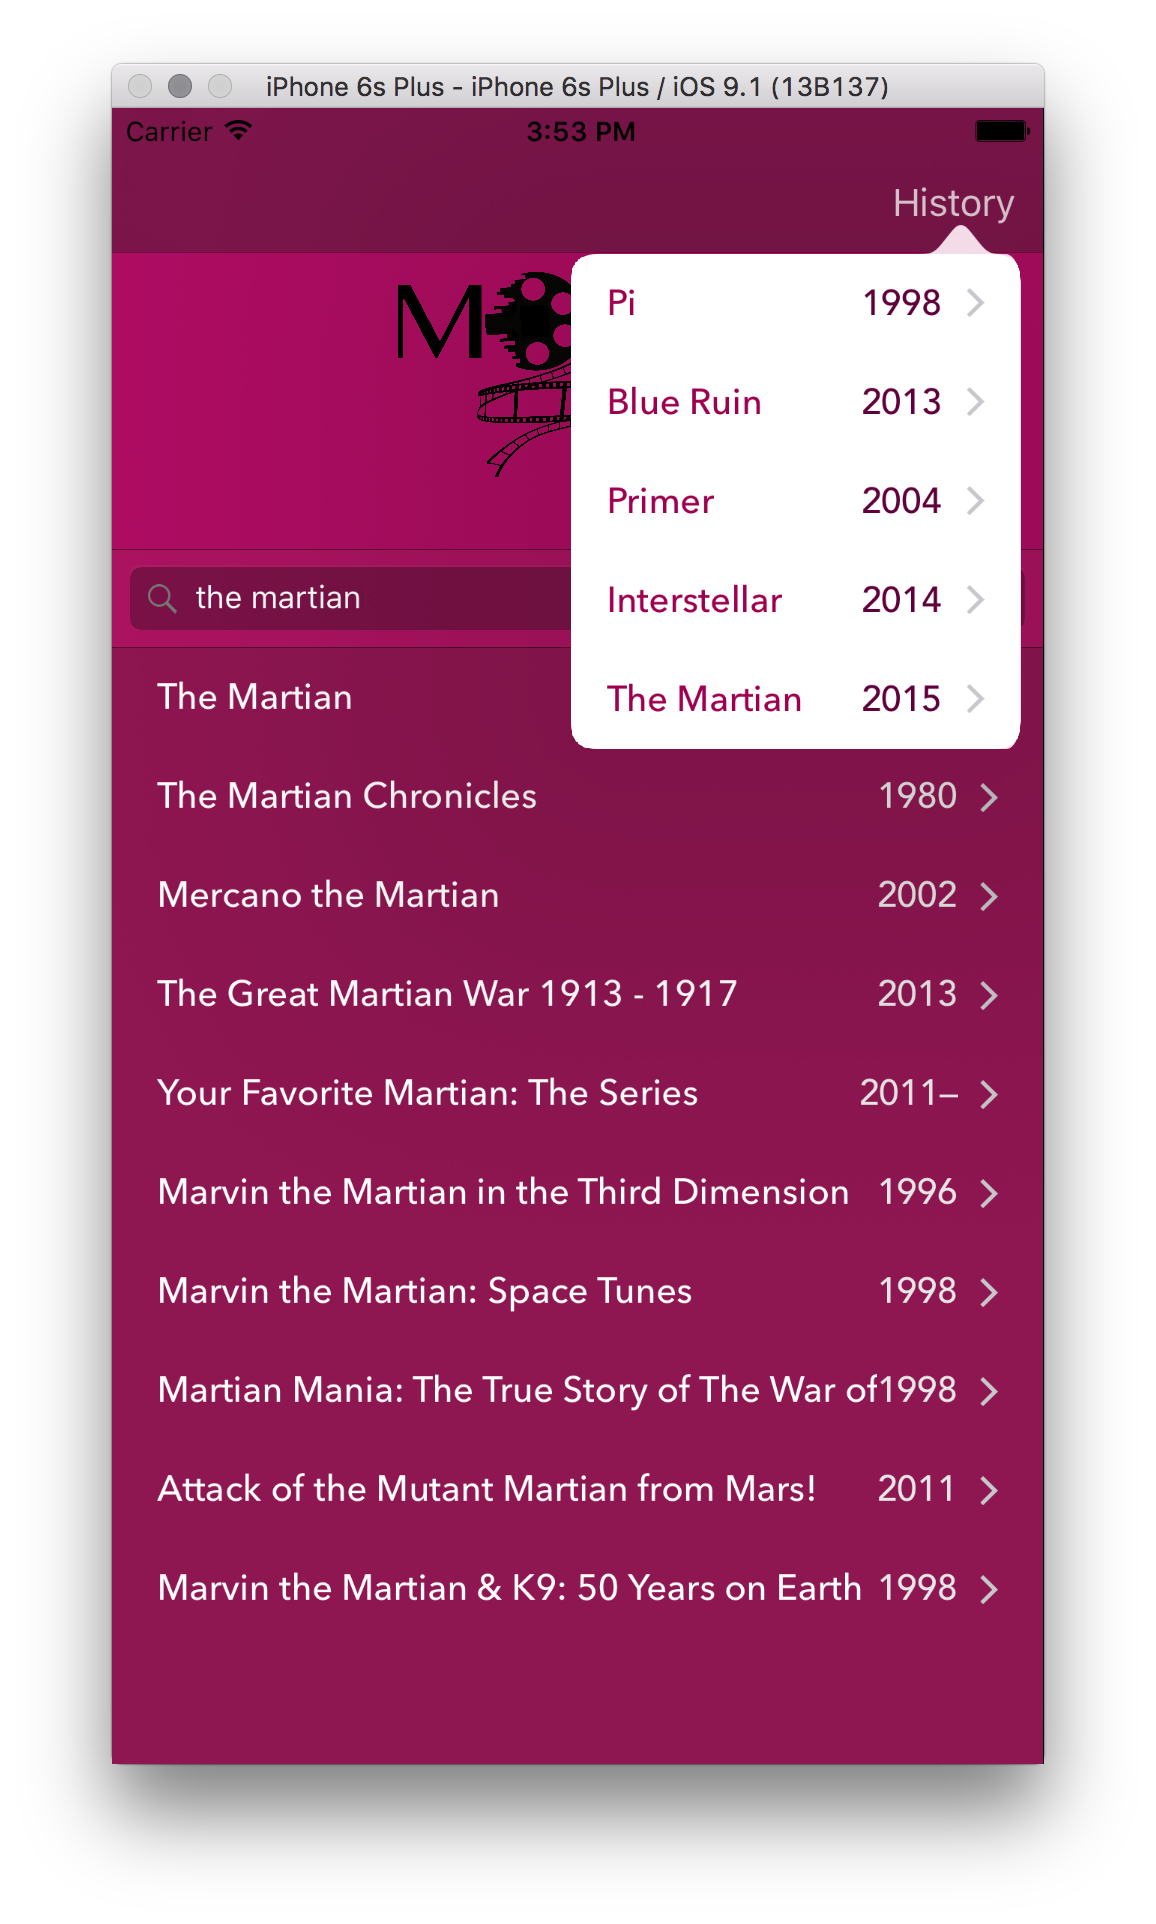 iPhone 6s Plus - iPhone 6s Plus / iOS 9.1 (13B137)
Carrier 3:53 PM
History
M
Pi 1998
Blue Ruin 2013
Primer 2004
Interstellar 2014
The Martian 2015
the martian
The Martian
The Martian Chronicles 1980
Mercano the Martian 2002
The Great Martian War 1913 - 1917 2013
Your Favorite Martian: The Series 2011–
Marvin the Martian in the Third Dimension 1996
Marvin the Martian: Space Tunes 1998
Martian Mania: The True Story of The War of 1998
Attack of the Mutant Martian from Mars! 2011
Marvin the Martian & K9: 50 Years on Earth 1998